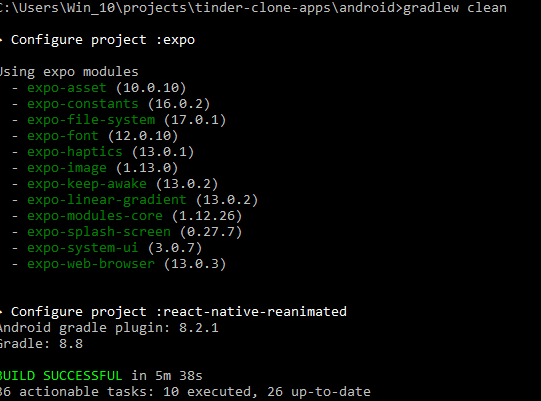 C:\Users\Win_10\projects\tinder-clone-apps\android>gradlew clean
> Configure project :expo
Using expo modules
- expo-asset (10.0.10)
- expo-constants (16.0.2)
- expo-file-system (17.0.1)
- expo-font (12.0.10)
- expo-haptics (13.0.1)
- expo-image (1.13.0)
- expo-keep-awake (13.0.2)
- expo-linear-gradient (13.0.2)
- expo-modules-core (1.12.26)
- expo-splash-screen (0.27.7)
- expo-system-ui (3.0.7)
- expo-web-browser (13.0.3)
> Configure project :react-native-reanimated
Android gradle plugin: 8.2.1
Gradle: 8.8
BUILD SUCCESSFUL in 5m 38s
36 actionable tasks: 10 executed, 26 up-to-date